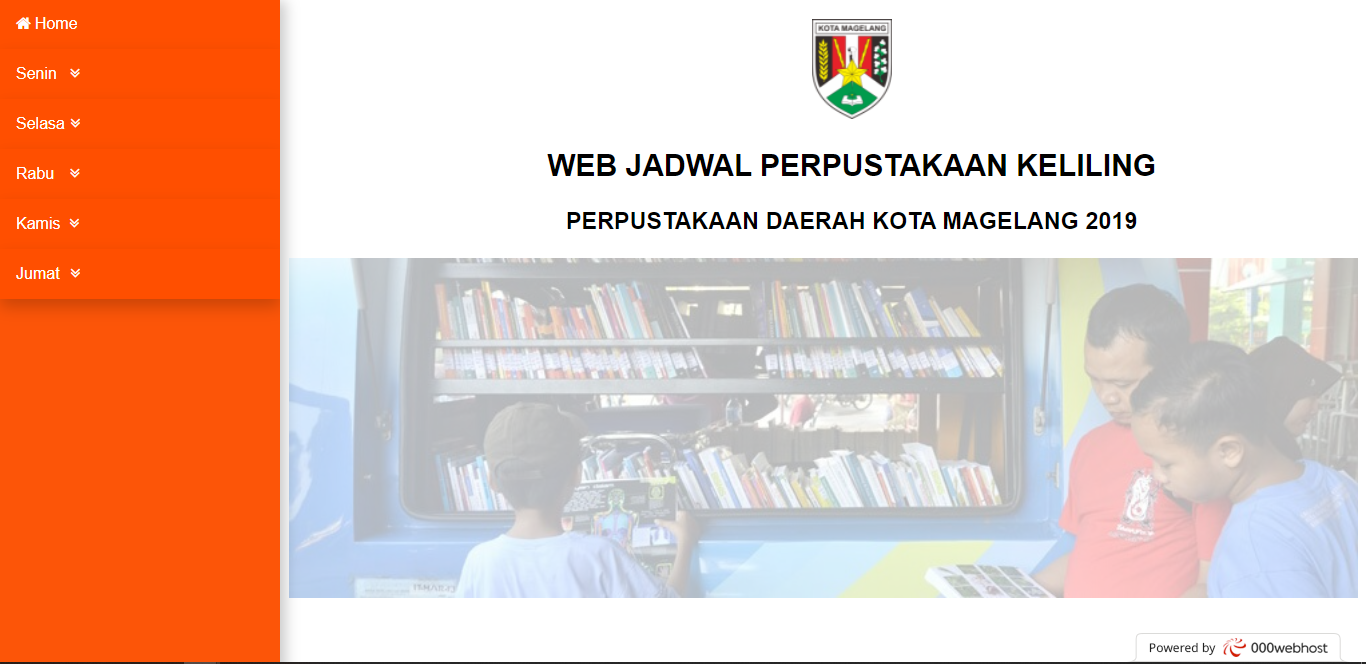 Home
Senin
Selasa
Rabu
Kamis
Jumat
KOTA MAGELANG
WEB JADWAL PERPUSTAKAAN KELILING
PERPUSTAKAAN DAERAH KOTA MAGELANG 2019
Powered by 000webhost